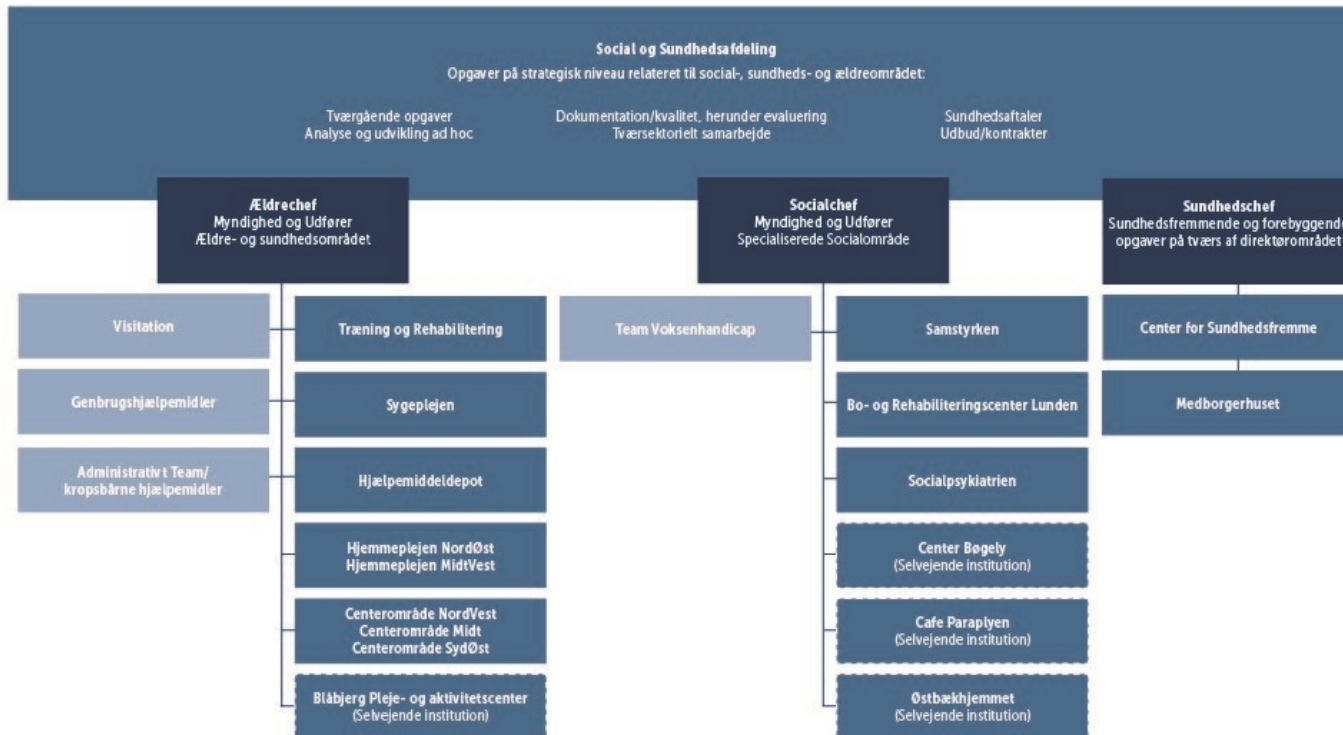 Social og Sundhedsafdeling
Opgaver på strategisk niveau relateret til social-, sundheds- og ældreområdet:
Tværgående opgaver
Analyse og udvikling ad hoc
Dokumentation/kvalitet, herunder evaluering
Tværsektorielt samarbejde
Sundhedsaftaler
Udbud/kontrakter
Ældrechef
Myndighed og Udfører
Ældre- og sundhedsområdet
Visitation
Genbrugshjælpemidler
Administrativt Team/
kropsbårne hjælpemidler
Træning og Rehabilitering
Sygeplejen
Hjælpemiddeldepot
Hjemmeplejen NordØst
Hjemmeplejen MidtVest
Centerområde NordVest
Centerområde Midt
Centerområde SydØst
Blåbjerg Pleje- og aktivitetscenter
(Selvejende institution)
Socialchef
Myndighed og Udfører
Specialiserede Socialområde
Team Voksenhandicap
Samstyrken
Bo- og Rehabiliteringscenter Lunden
Socialpsykiatrien
Center Bøgely
(Selvejende institution)
Cafe Paraplyen
(Selvejende institution)
Østbækhjemmet
(Selvejende institution)
Sundhedschef
Sundhedsfremmende og forebyggende
opgaver på tværs af direktørområdet
Center for Sundhedsfremme
Medborgerhuset